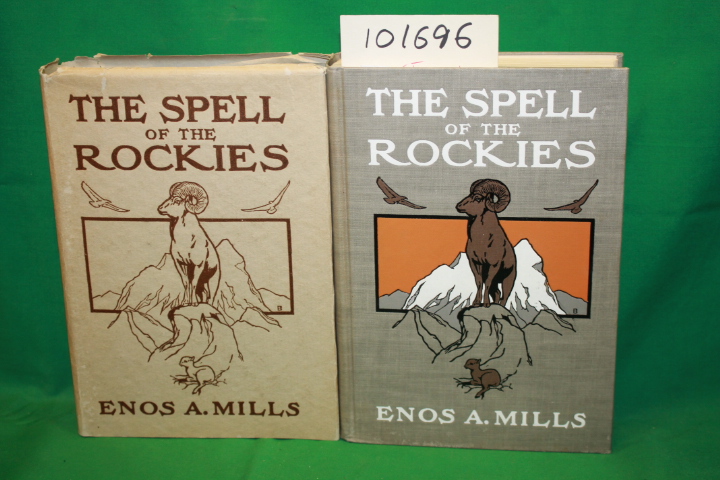 101696
THE SPELL
OF THE
ROCKIES
ENOS A. MILLS
THE SPELL
OF THE
ROCKIES
ENOS A. MILLS